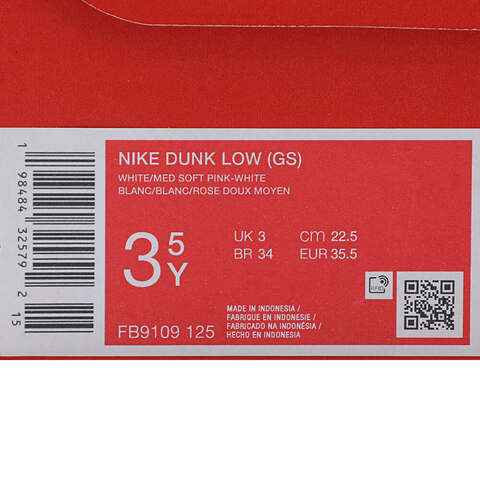 NIKE DUNK LOW (GS)
WHITE/MED SOFT PINK-WHITE
BLANC/BLANC/ROSE DOUX MOYEN
3 5 Y
UK 3 cm 22.5
BR 34 EUR 35.5
FB9109 125
MADE IN INDONESIA /
FABRIQUE EN INDONESIE /
FABRICADO NA INDONÉSIA /
HECHO EN INDONESIA
1 98484 32579 2 15